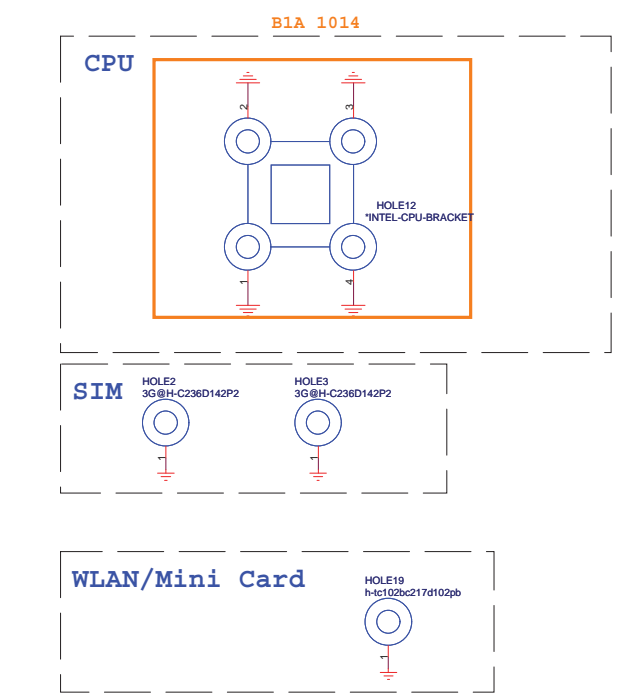 B1A 1014
CPU
2
3
HOLE12
*INTEL-CPU-BRACKET
1
4
SIM
HOLE2
3G@H-C236D142P2
HOLE3
3G@H-C236D142P2
1
1
WLAN/Mini Card
HOLE19
h-tc102bc217d102pb
1